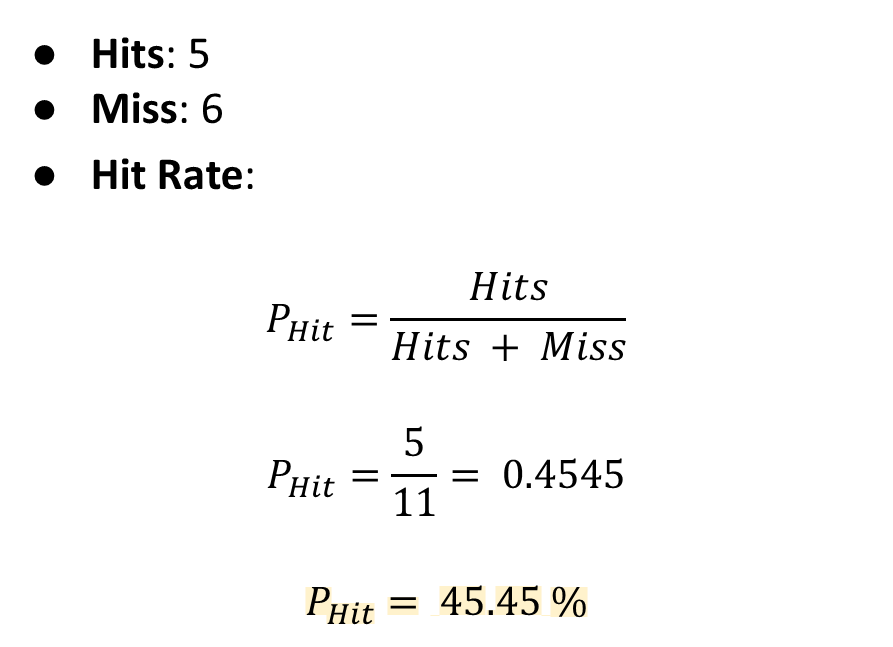 ● Hits: 5
● Miss: 6
● Hit Rate:
P_Hit = Hits / (Hits + Miss)
P_Hit = 5/11 = 0.4545
P_Hit = 45.45 %